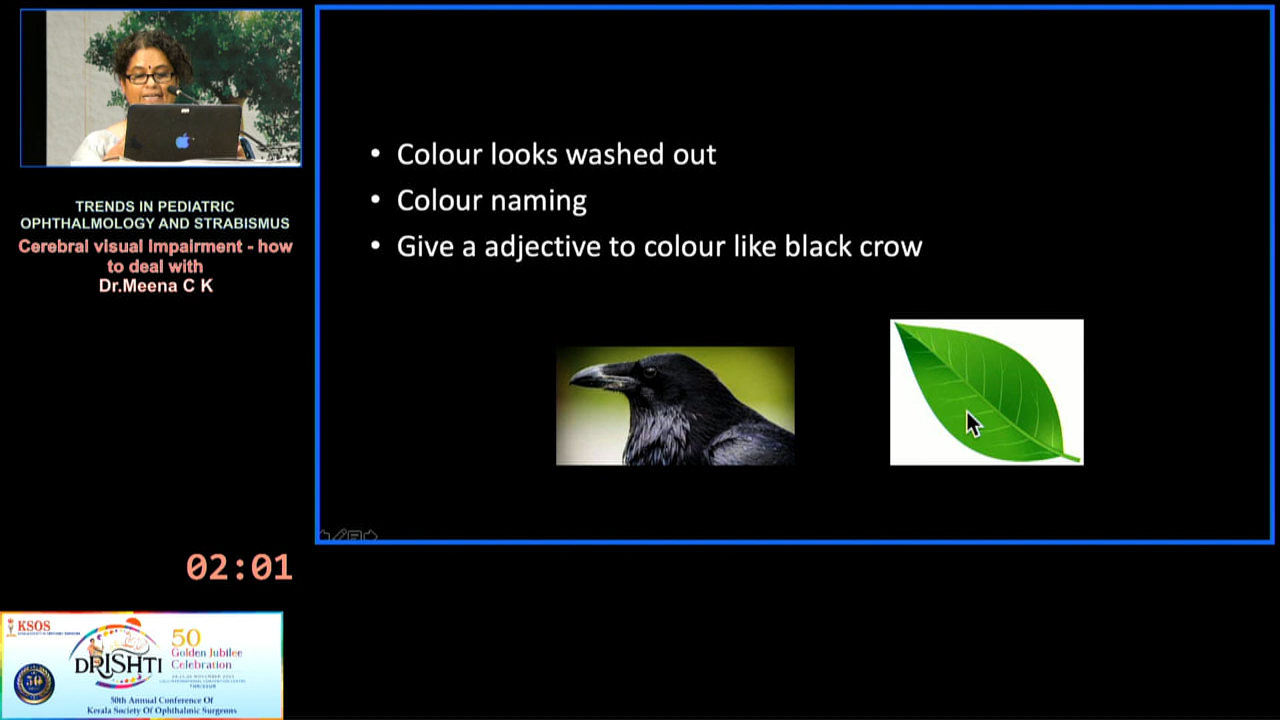 TRENDS IN PEDIATRIC
OPHTHALMOLOGY AND STRABISMUS
Cerebral visual impairment - how
to deal with
Dr.Meena C K
• Colour looks washed out
• Colour naming
• Give a adjective to colour like black crow
02:01
KSOS
DRISHTI
50
Golden Jubilee
Celebration
50
50th Annual Conference Of
Kerala Society Of Ophthalmic Surgeons